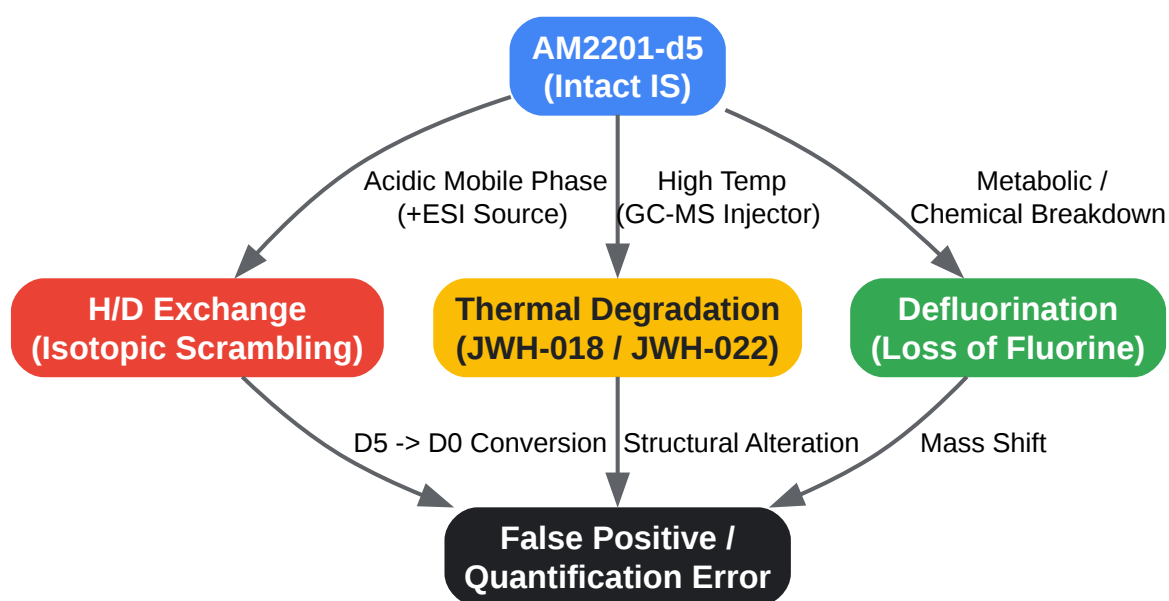 AM2201-d5
(Intact IS)
Acidic Mobile Phase
(+ESI Source)
High Temp
(GC-MS Injector)
Metabolic /
Chemical Breakdown
H/D Exchange
(Isotopic Scrambling)
Thermal Degradation
(JWH-018 / JWH-022)
Defluorination
(Loss of Fluorine)
D5 -> D0 Conversion
Structural Alteration
Mass Shift
False Positive /
Quantification Error